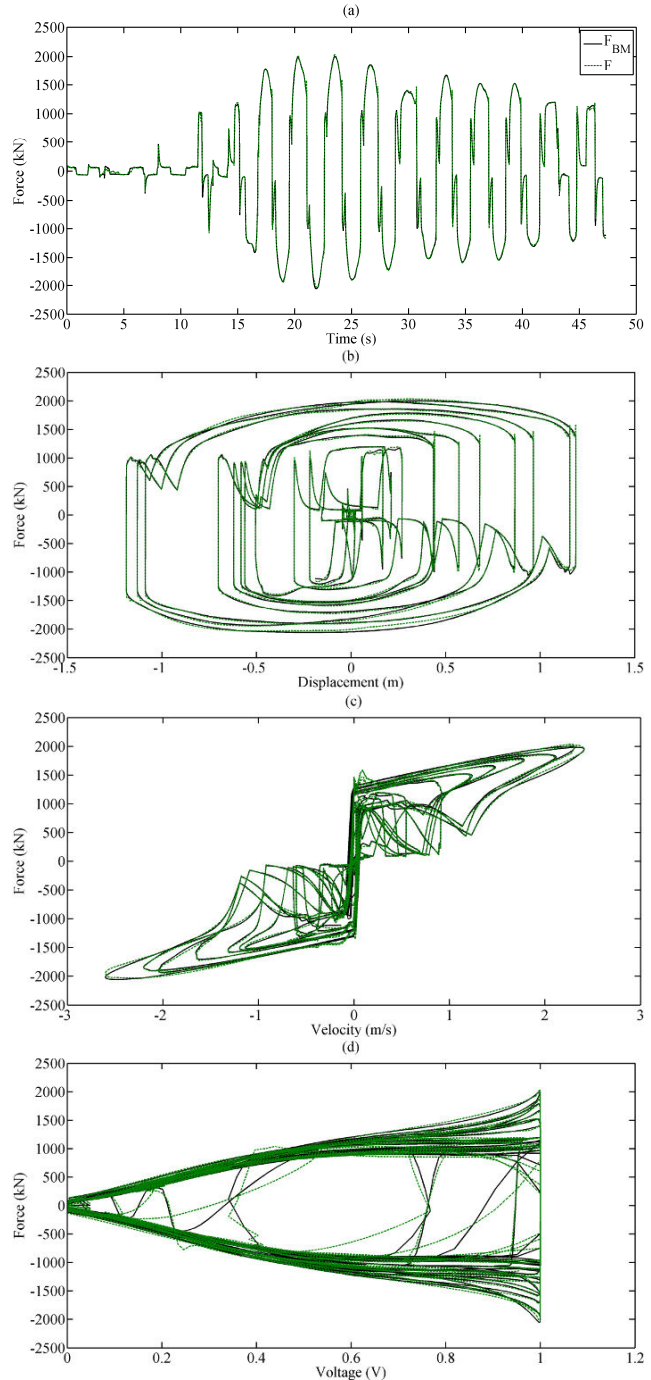 (a)
2500
2000
1500
1000
500
0
-500
-1000
-1500
-2000
-2500
Force (kN)
F_BM
F
0 5 10 15 20 25 30 35 40 45 50
Time (s)
(b)
2500
2000
1500
1000
500
0
-500
-1000
-1500
-2000
-2500
Force (kN)
-1.5 -1 -0.5 0 0.5 1 1.5
Displacement (m)
(c)
2500
2000
1500
1000
500
0
-500
-1000
-1500
-2000
-2500
Force (kN)
-3 -2 -1 0 1 2 3
Velocity (m/s)
(d)
2500
2000
1500
1000
500
0
-500
-1000
-1500
-2000
-2500
Force (kN)
0 0.2 0.4 0.6 0.8 1 1.2
Voltage (V)